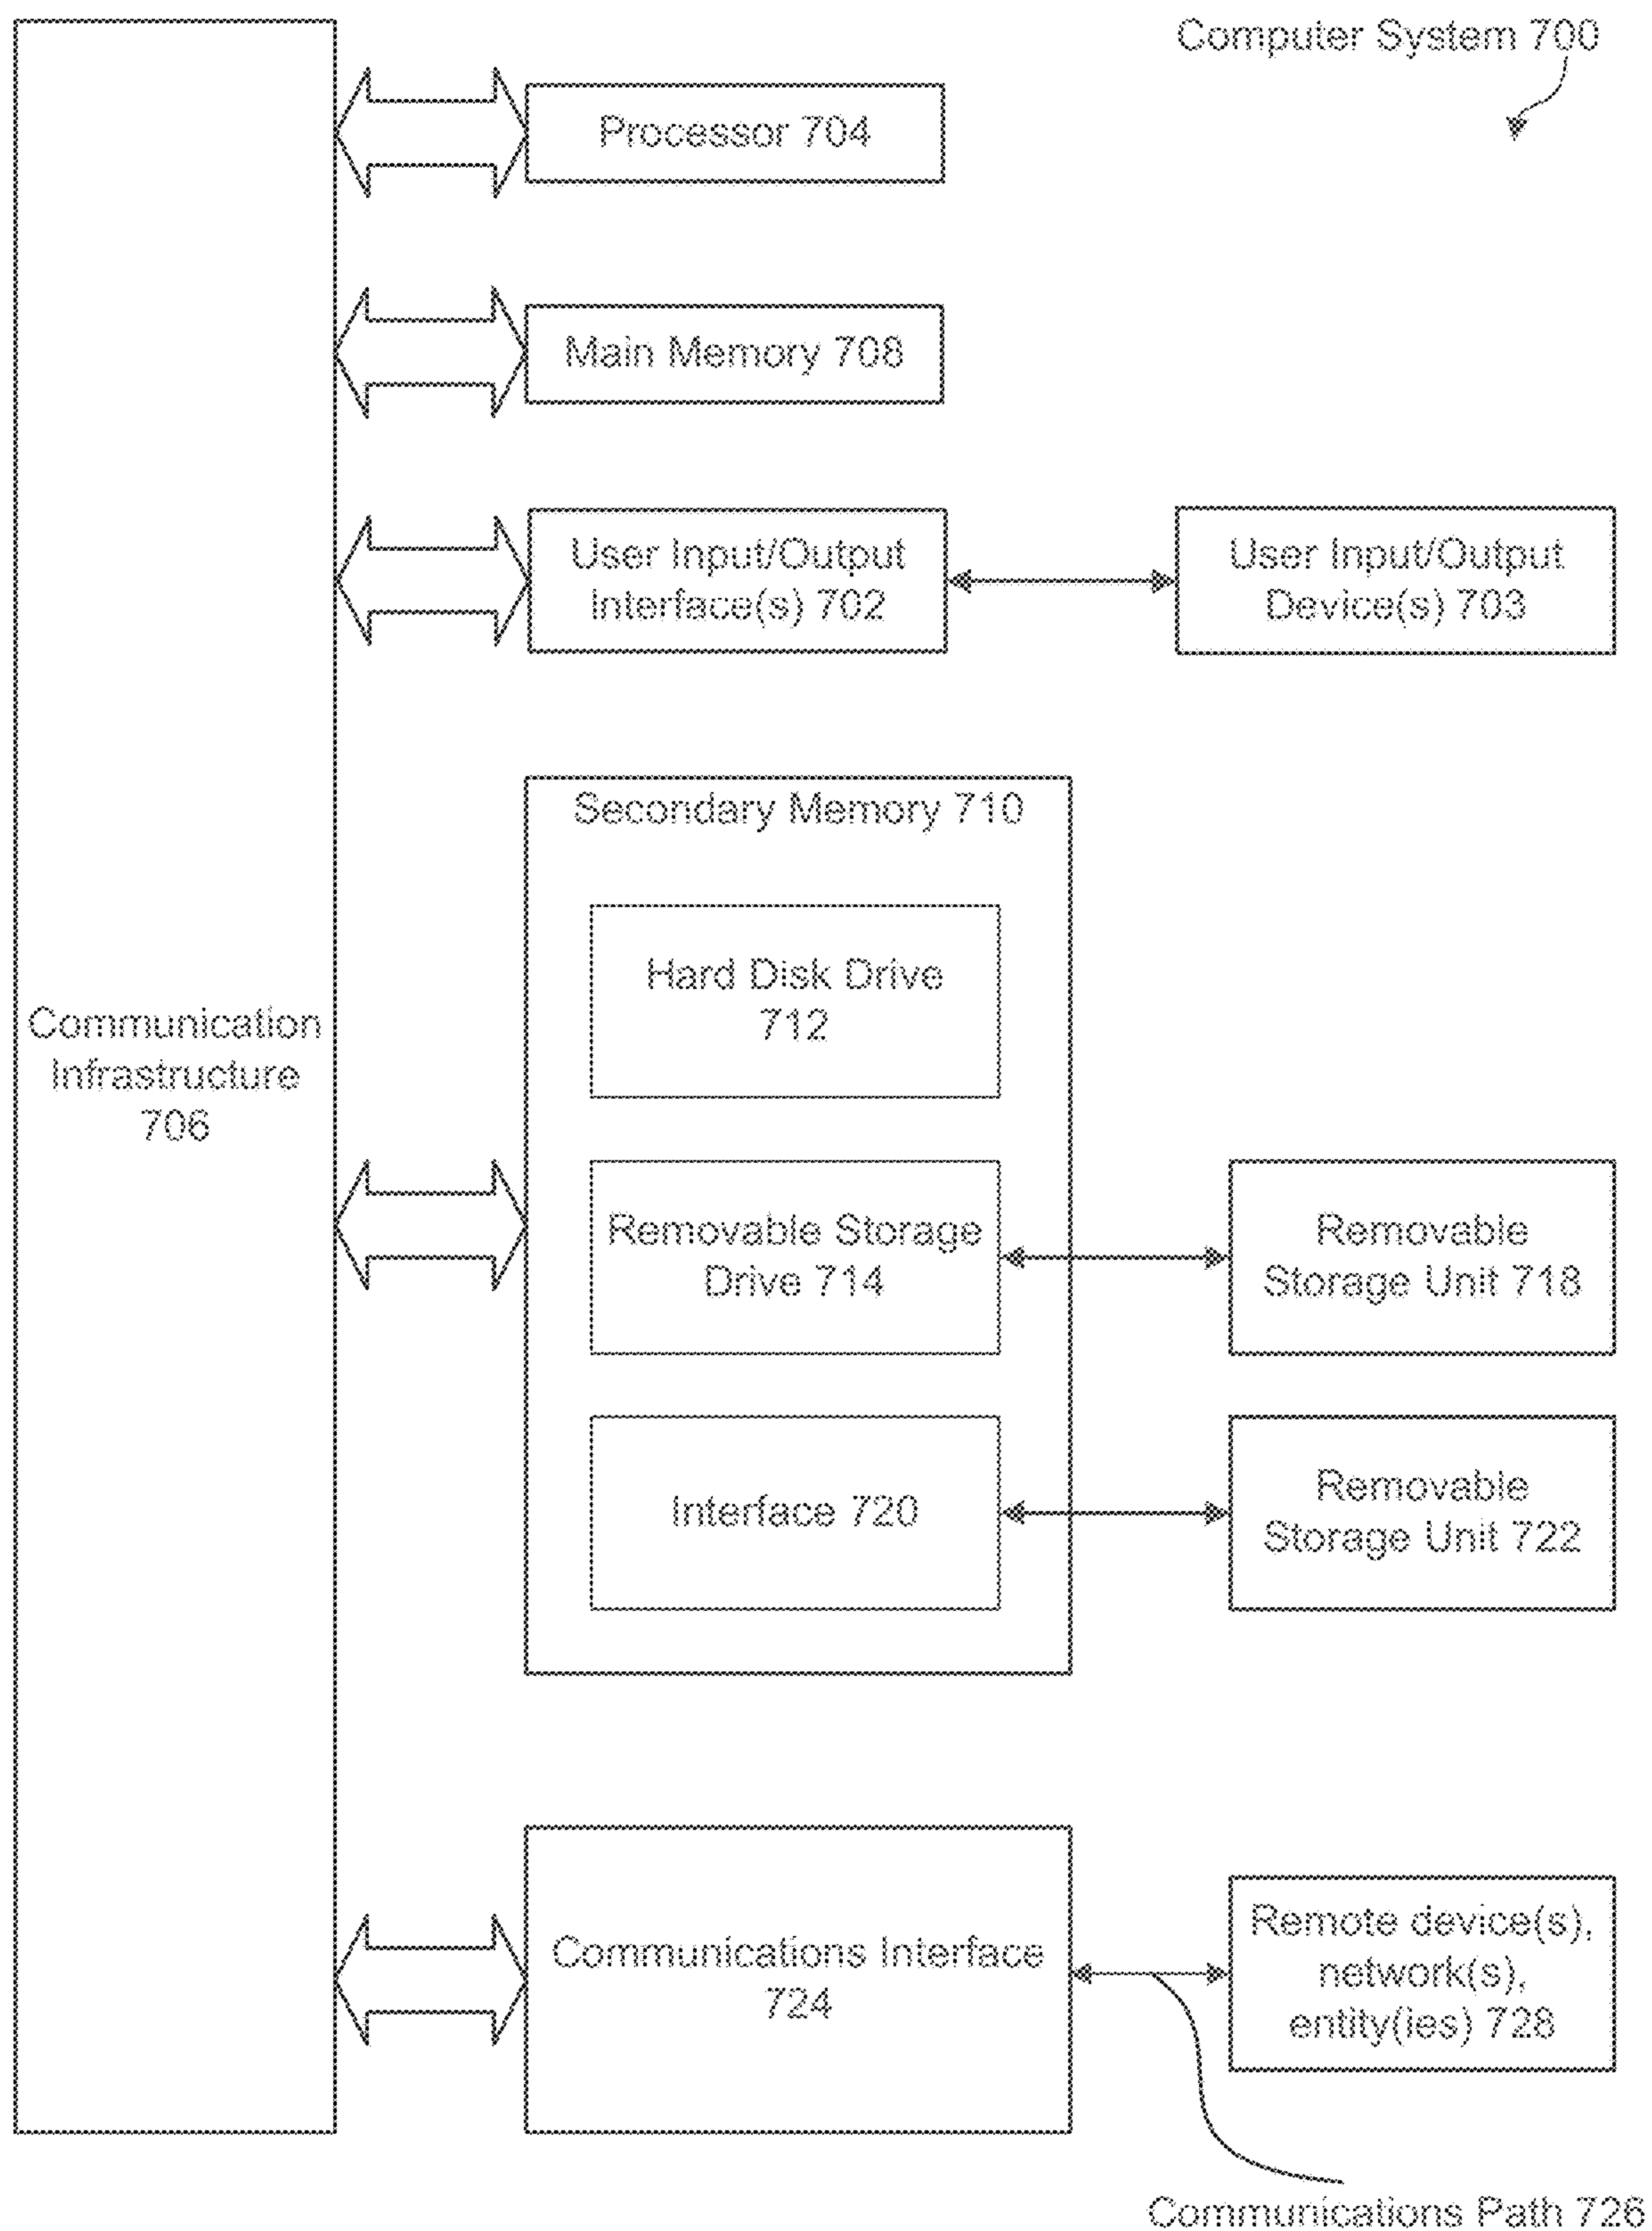 Computer System 700
Processor 704
Main Memory 708
User Input/Output
Interface(s) 702
User Input/Output
Device(s) 703
Secondary Memory 710
Hard Disk Drive
712
Communication
Infrastructure
706
Removable Storage
Drive 714
Removable
Storage Unit 718
Interface 720
Removable
Storage Unit 722
Communications Interface
724
Remote device(s),
network(s),
entity(ies) 728
Communications Path 726